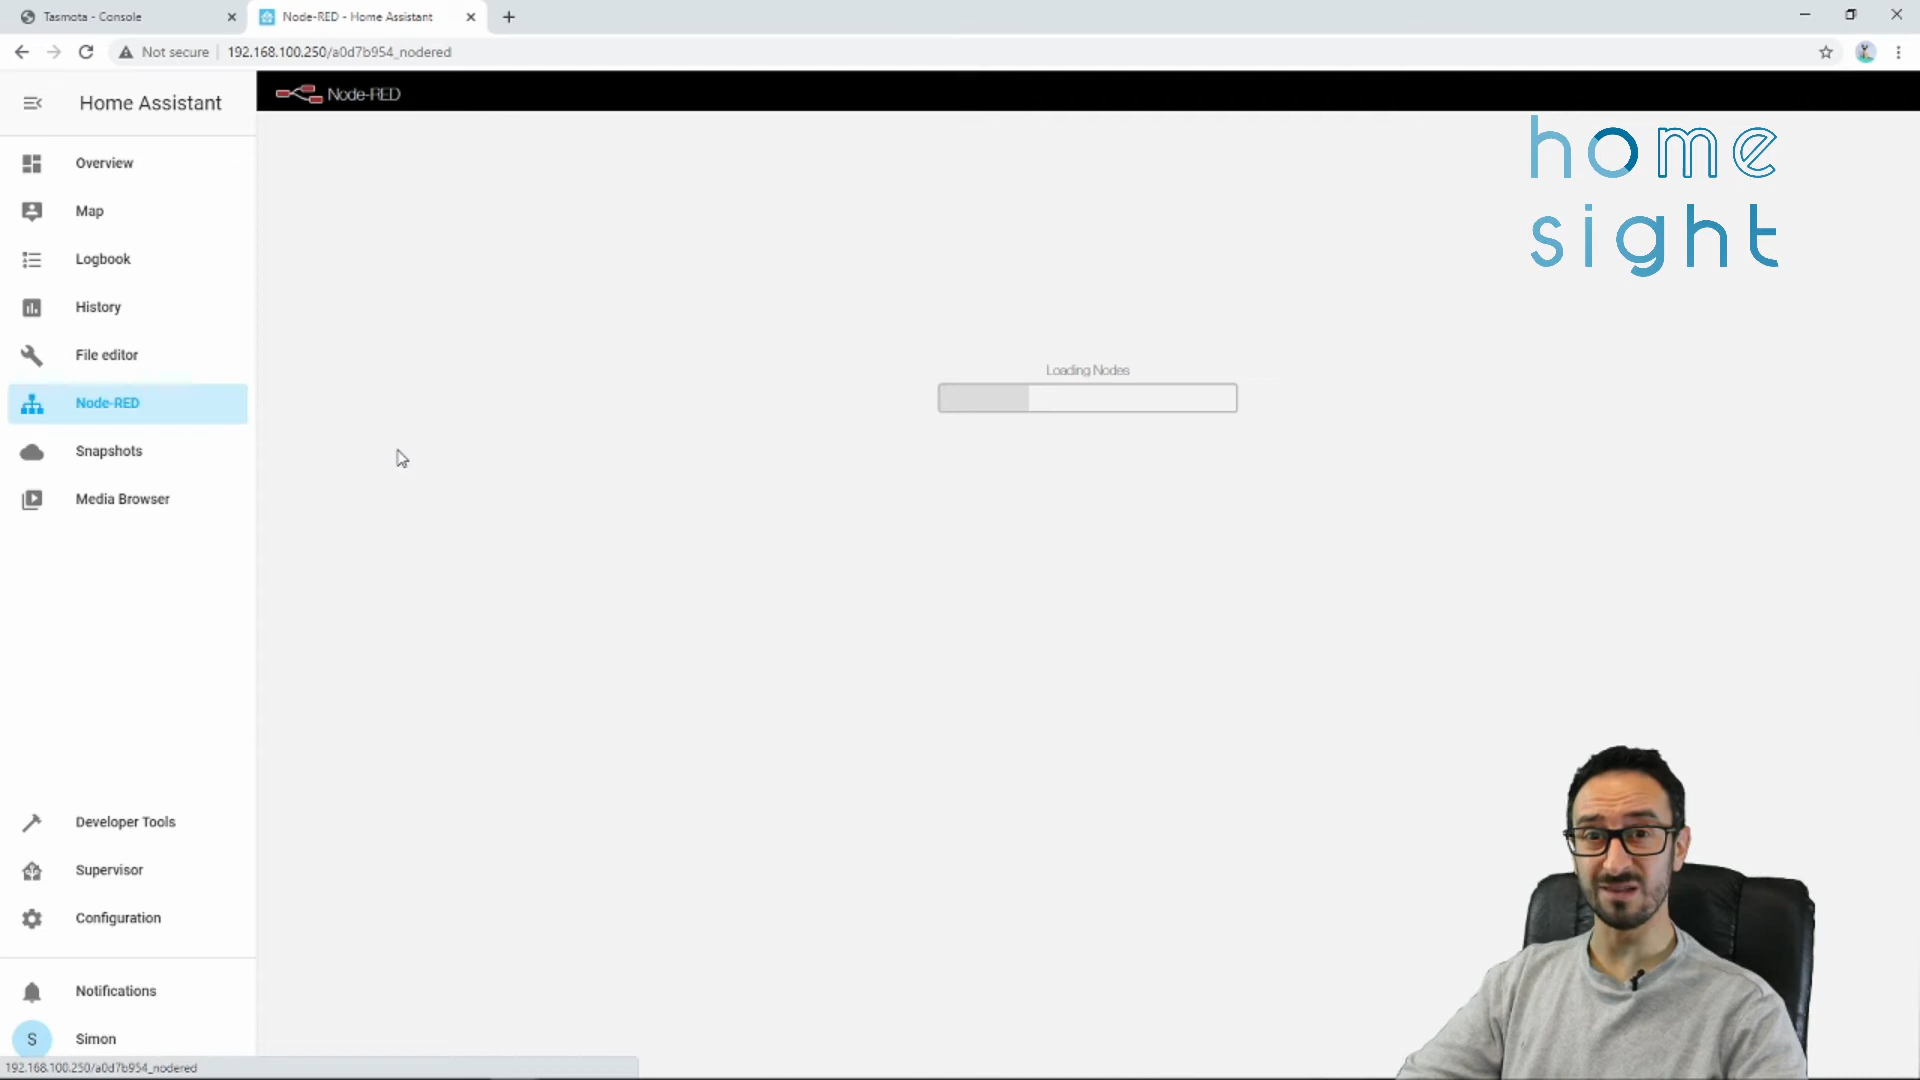 Tasmota - Console
Node-RED - Home Assistant
Not secure
192.168.100.250/a0d7b954_nodered
Home Assistant
Node-RED
home
sight
Overview
Map
Logbook
History
File editor
Node-RED
Snapshots
Media Browser
Loading Nodes
Developer Tools
Supervisor
Configuration
Notifications
S
Simon
192.168.100.250/a0d7b954_nodered